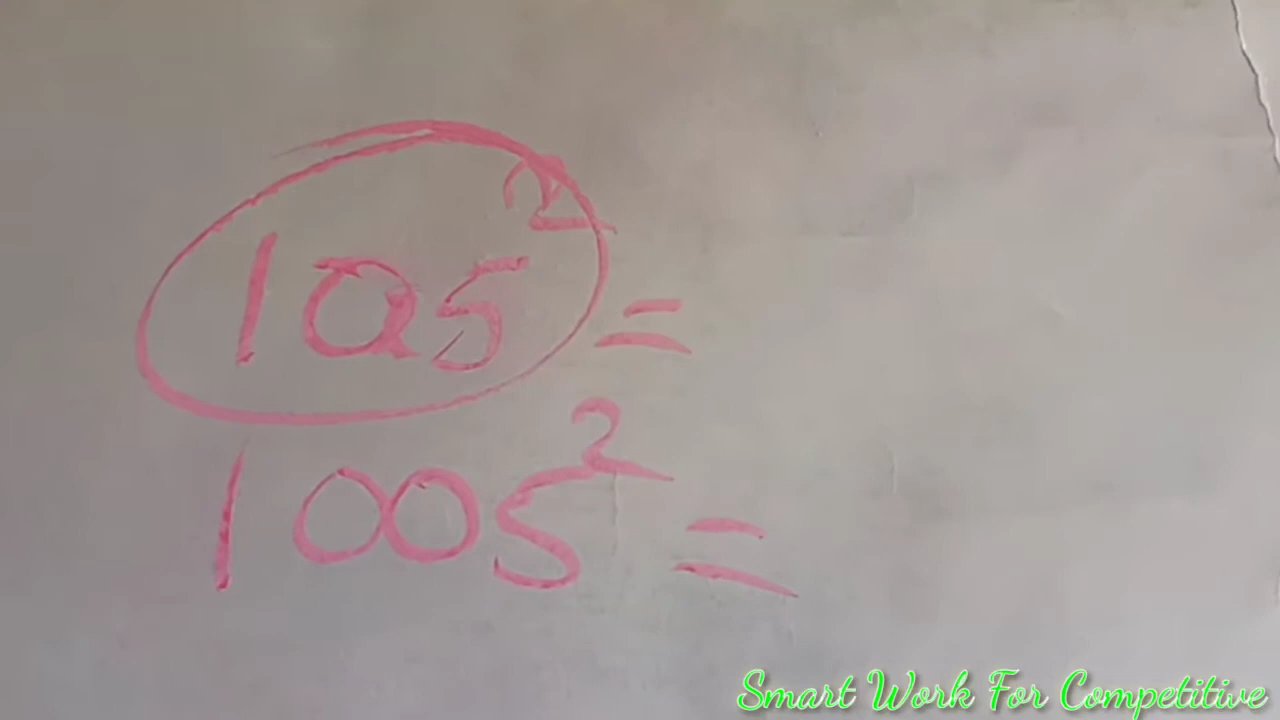 105² =
1005² =
Smart Work For Competitive